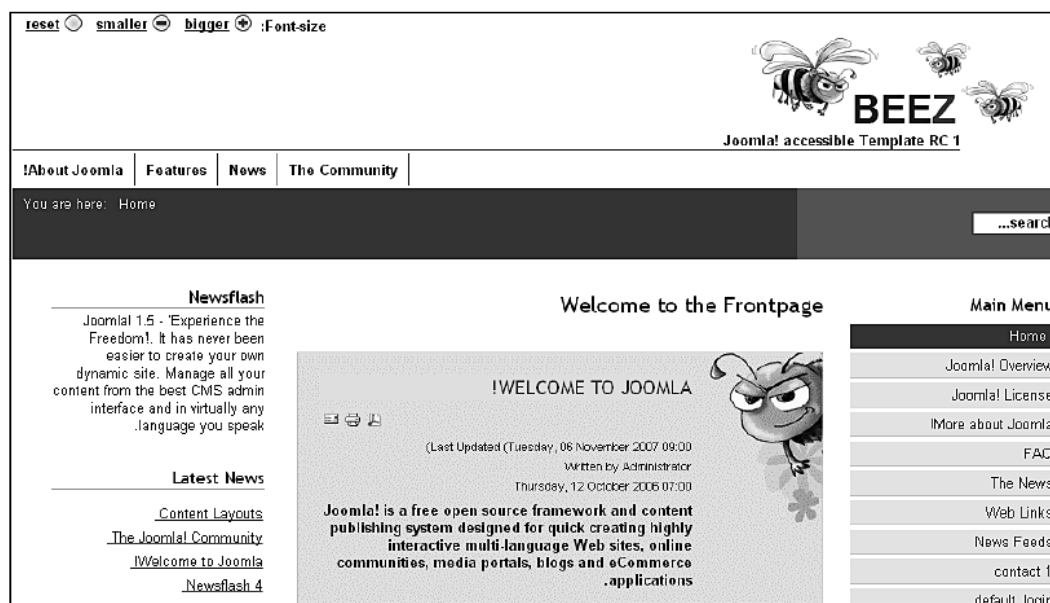 reset smaller bigger :Font-size
BEEZ
Joomla! accessible Template RC 1
!About Joomla Features News The Community
You are here: Home
...search
Newsflash
Joomla! 1.5 - 'Experience the
Freedom'!. It has never been
easier to create your own
dynamic site. Manage all your
content from the best CMS admin
interface and in virtually any
.language you speak
Latest News
Content Layouts
The Joomla! Community
!Welcome to Joomla
Newsflash 4
Welcome to the Frontpage
!WELCOME TO JOOMLA
(Last Updated (Tuesday, 06 November 2007 09:00
Written by Administrator
Thursday, 12 October 2006 07:00
Joomla! is a free open source framework and content
publishing system designed for quick creating highly
interactive multi-language Web sites, online
communities, media portals, blogs and eCommerce
.applications
Main Menu
Home
Joomla! Overview
Joomla! License
!More about Joomla
FAQ
The News
Web Links
News Feeds
contact 1
default login